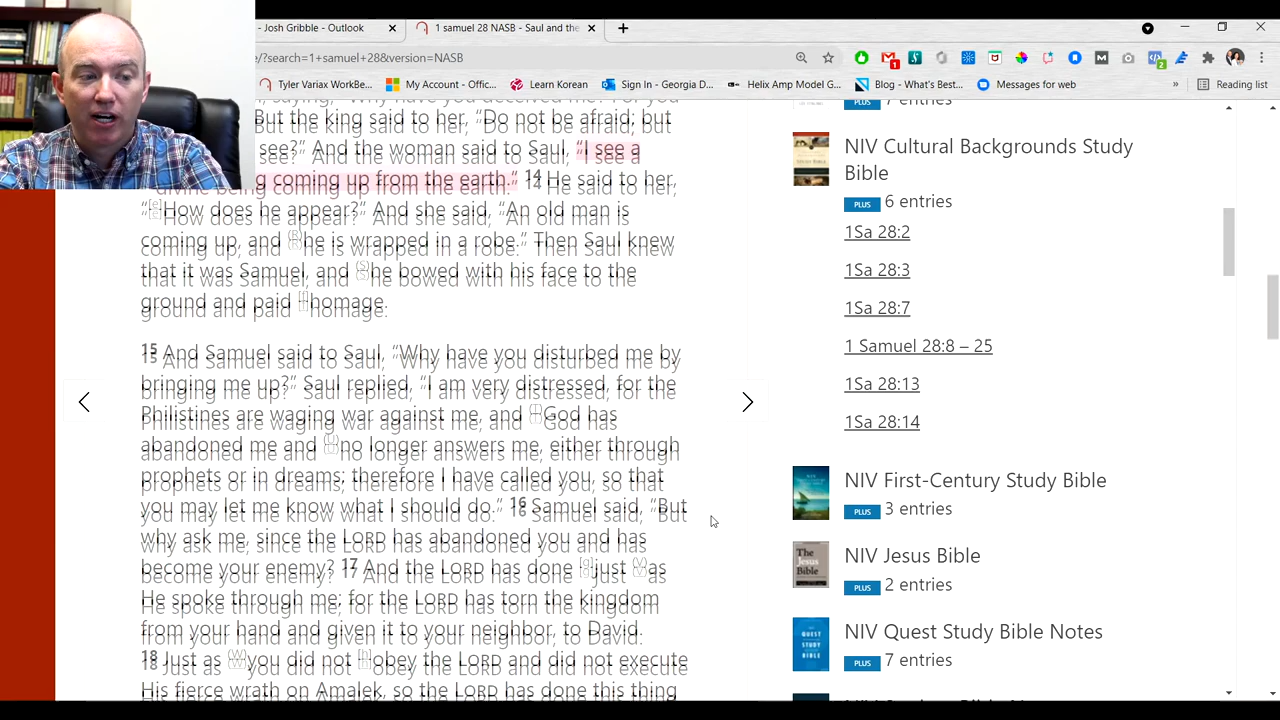 - Josh Gribble - Outlook
1 samuel 28 NASB - Saul and the
e/?search=1+samuel+28&version=NASB
Tyler Variax WorkBe...
My Account - Offic...
Learn Korean
Sign In - Georgia D...
Helix Amp Model G...
Blog - What's Best...
Messages for web
»
Reading list
But the king said to her, “Do not be afraid; but
see?” And the woman said to Saul, “I see a
divine being coming up from the earth.” 14 He said to her,
“[e]How does he appear?” And she said, “An old man is
coming up, and he is wrapped in a robe.” Then Saul knew
that it was Samuel, and he bowed with his face to the
ground and paid homage.
15 And Samuel said to Saul, “Why have you disturbed me by
bringing me up?” Saul replied, “I am very distressed, for the
Philistines are waging war against me, and God has
abandoned me and no longer answers me, either through
prophets or in dreams; therefore I have called you, so that
you may let me know what I should do.” 16 Samuel said, “But
why ask me, since the LORD has abandoned you and has
become your enemy? 17 And the LORD has done just as
He spoke through me; for the LORD has torn the kingdom
from your hand and given it to your neighbor, to David.
18 Just as you did not obey the LORD and did not execute
His fierce wrath on Amalek, so the LORD has done this thing
PLUS 7 entries
NIV Cultural Backgrounds Study
Bible
PLUS 6 entries
1Sa 28:2
1Sa 28:3
1Sa 28:7
1 Samuel 28:8 – 25
1Sa 28:13
1Sa 28:14
NIV First-Century Study Bible
PLUS 3 entries
The Jesus Bible
NIV Jesus Bible
PLUS 2 entries
QUEST STUDY BIBLE
NIV Quest Study Bible Notes
PLUS 7 entries